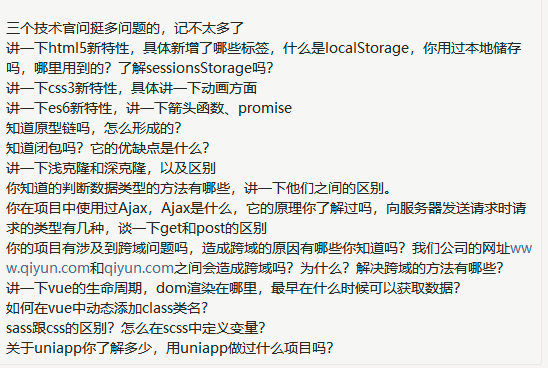 三个技术官问挺多问题的，记不太多了
讲一下html5新特性，具体新增了哪些标签，什么是localStorage，你用过本地储存
吗，哪里用到的？了解sessionsStorage吗？
讲一下css3新特性，具体讲一下动画方面
讲一下es6新特性，讲一下箭头函数、promise
知道原型链吗，怎么形成的？
知道闭包吗？它的优缺点是什么？
讲一下浅克隆和深克隆，以及区别
你知道的判断数据类型的方法有哪些，讲一下他们之间的区别。
你在项目中使用过Ajax，Ajax是什么，它的原理你了解过吗，向服务器发送请求时请
求的类型有几种，谈一下get和post的区别
你的项目有涉及到跨域问题吗，造成跨域的原因有哪些你知道吗？我们公司的网址ww
w.qiyun.com和qiyun.com之间会造成跨域吗？为什么？解决跨域的方法有哪些？
讲一下vue的生命周期，dom渲染在哪里，最早在什么时候可以获取数据？
如何在vue中动态添加class类名？
sass跟css的区别？怎么在scss中定义变量？
关于uniapp你了解多少，用uniapp做过什么项目吗？